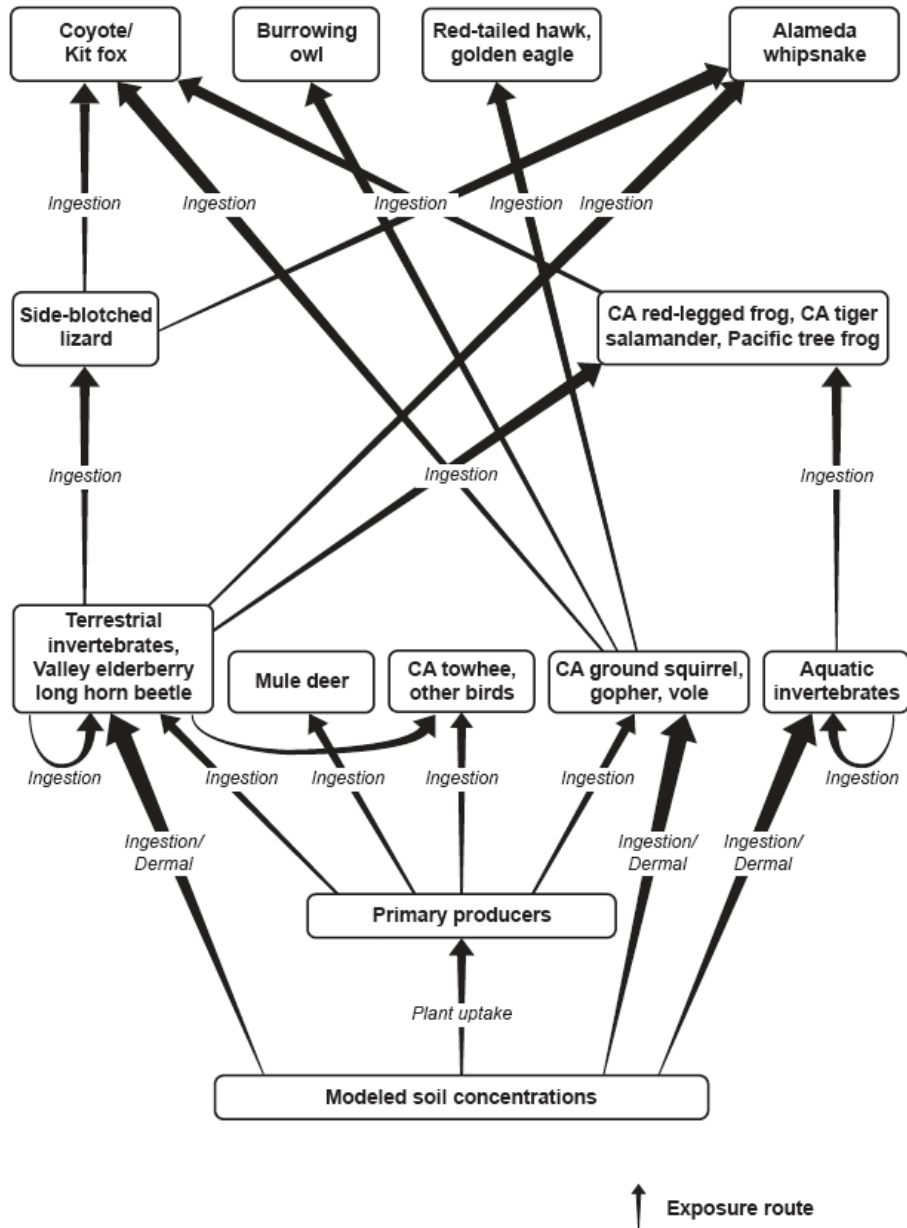 Coyote/
Kit fox
Burrowing
owl
Red-tailed hawk,
golden eagle
Alameda
whipsnake
Ingestion
Ingestion
Ingestion
Ingestion
Ingestion
Side-blotched
lizard
CA red-legged frog, CA tiger
salamander, Pacific tree frog
Ingestion
Ingestion
Ingestion
Terrestrial
invertebrates,
Valley elderberry
long horn beetle
Mule deer
CA towhee,
other birds
CA ground squirrel,
gopher, vole
Aquatic
invertebrates
Ingestion
Ingestion
Ingestion
Ingestion
Ingestion
Ingestion
Ingestion/
Dermal
Ingestion/
Dermal
Ingestion/
Dermal
Primary producers
Plant uptake
Modeled soil concentrations
Exposure route